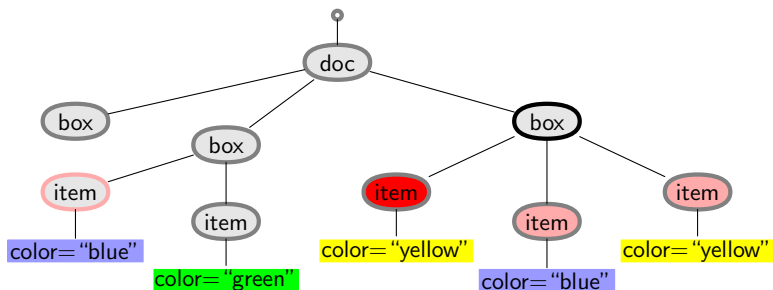 doc
box
box
box
item
item
item
item
item
color="blue"
color="green"
color="yellow"
color="blue"
color="yellow"